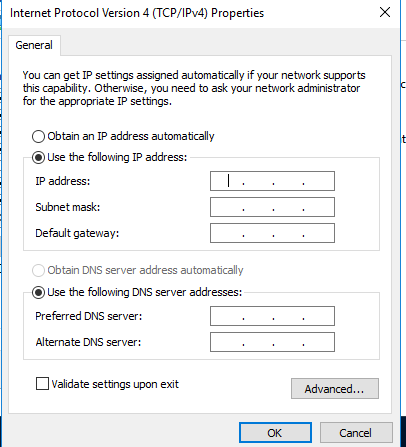 Internet Protocol Version 4 (TCP/IPv4) Properties
General
You can get IP settings assigned automatically if your network supports
this capability. Otherwise, you need to ask your network administrator
for the appropriate IP settings.
Obtain an IP address automatically
Use the following IP address:
IP address:
Subnet mask:
Default gateway:
Obtain DNS server address automatically
Use the following DNS server addresses:
Preferred DNS server:
Alternate DNS server:
Validate settings upon exit
Advanced...
OK Cancel